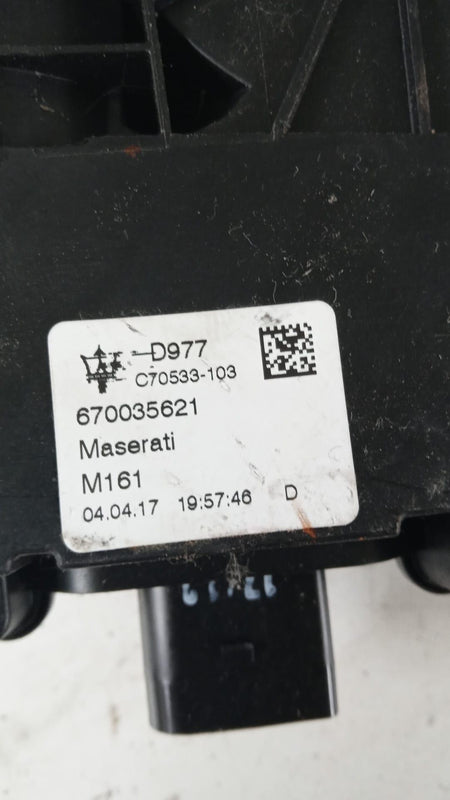 D977
C70533-103
670035621
Maserati
M161
04.04.17 19:57:46 D